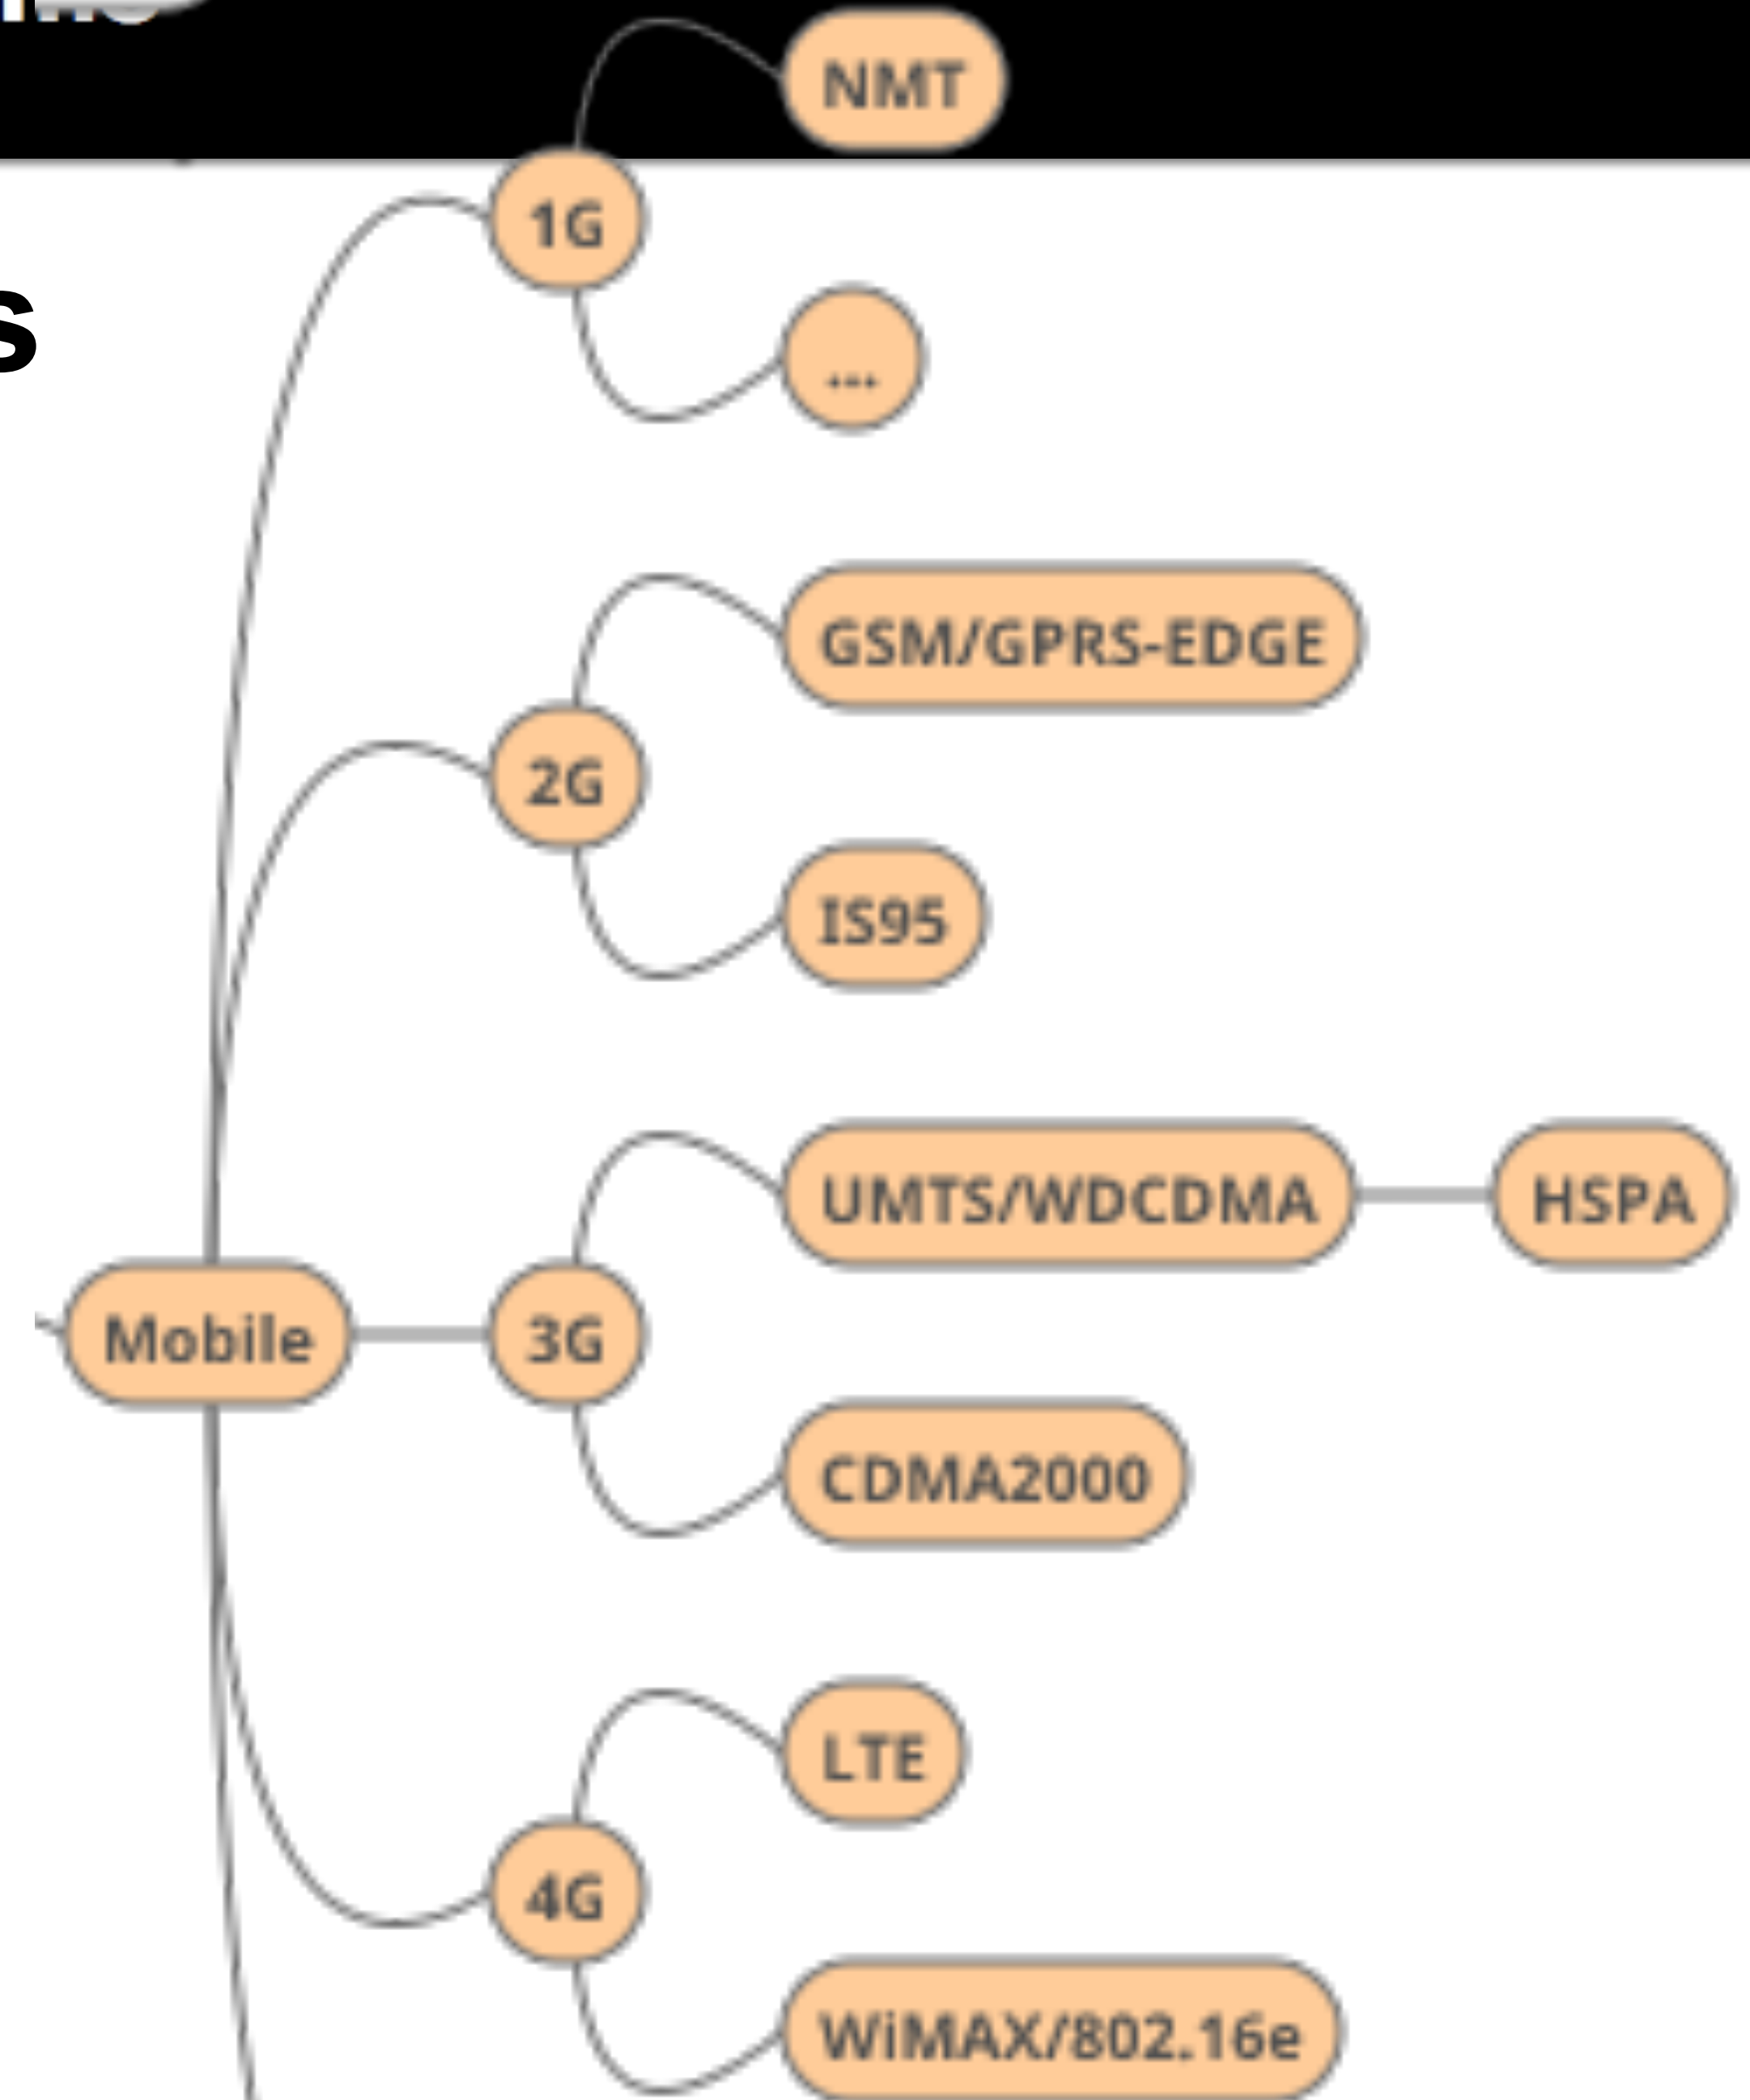 NMT
1G
...
GSM/GPRS-EDGE
2G
IS95
UMTS/WDCDMA
HSPA
Mobile
3G
CDMA2000
LTE
4G
WiMAX/802.16e